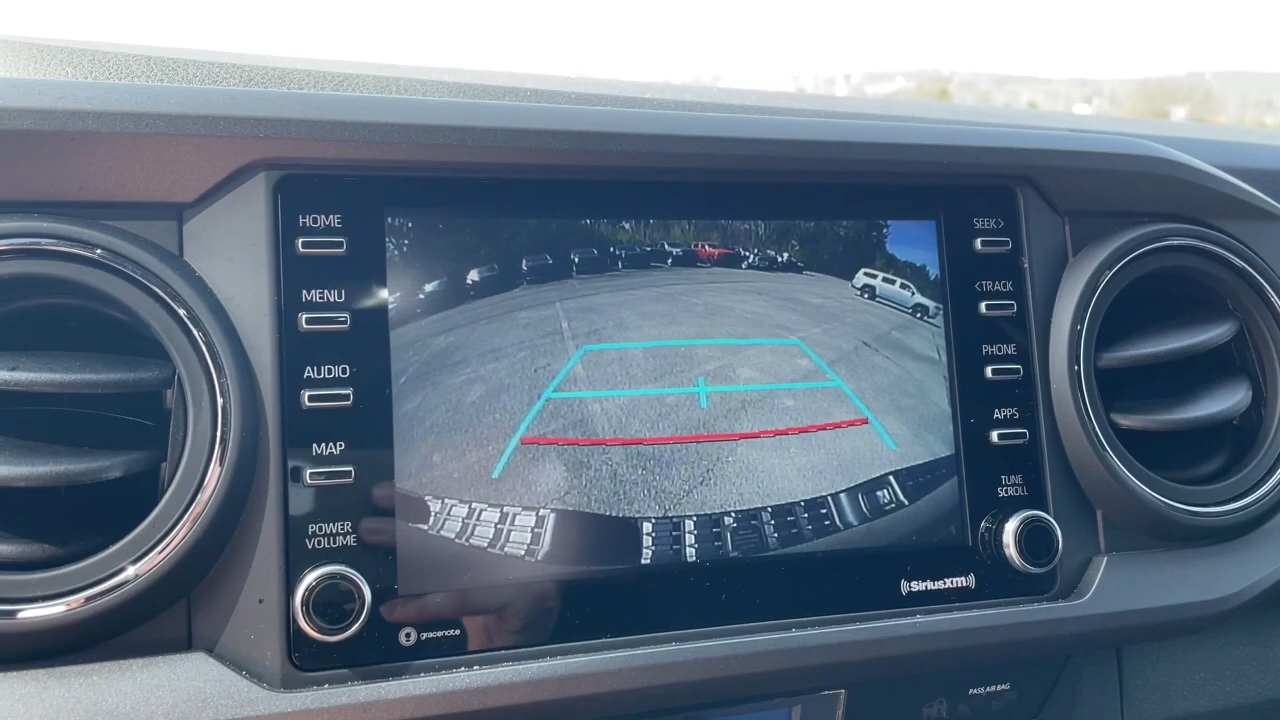 HOME
MENU
AUDIO
MAP
POWER
VOLUME
gracenote
SEEK>
<TRACK
PHONE
APPS
TUNE
SCROLL
((SiriusXM))
PASS AIR BAG